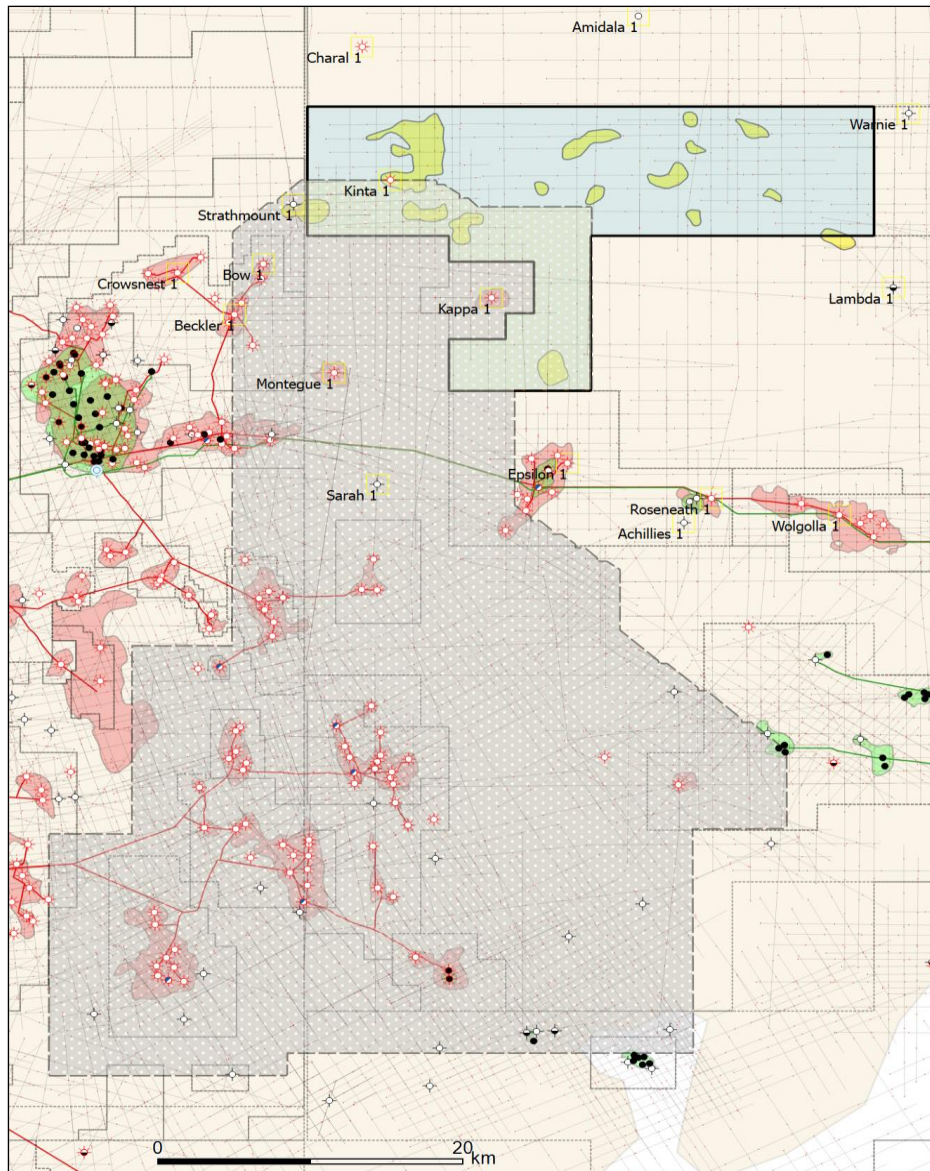 Amidala 1
Charal 1
Warnie 1
Kinta 1
Strathmount 1
Bow 1
Crowsnest 1
Lambda 1
Kappa 1
Beckler 1
Montegue 1
Epsilon 1
Sarah 1
Roseneath 1
Wolgolla 1
Achillies 1
0
20
km